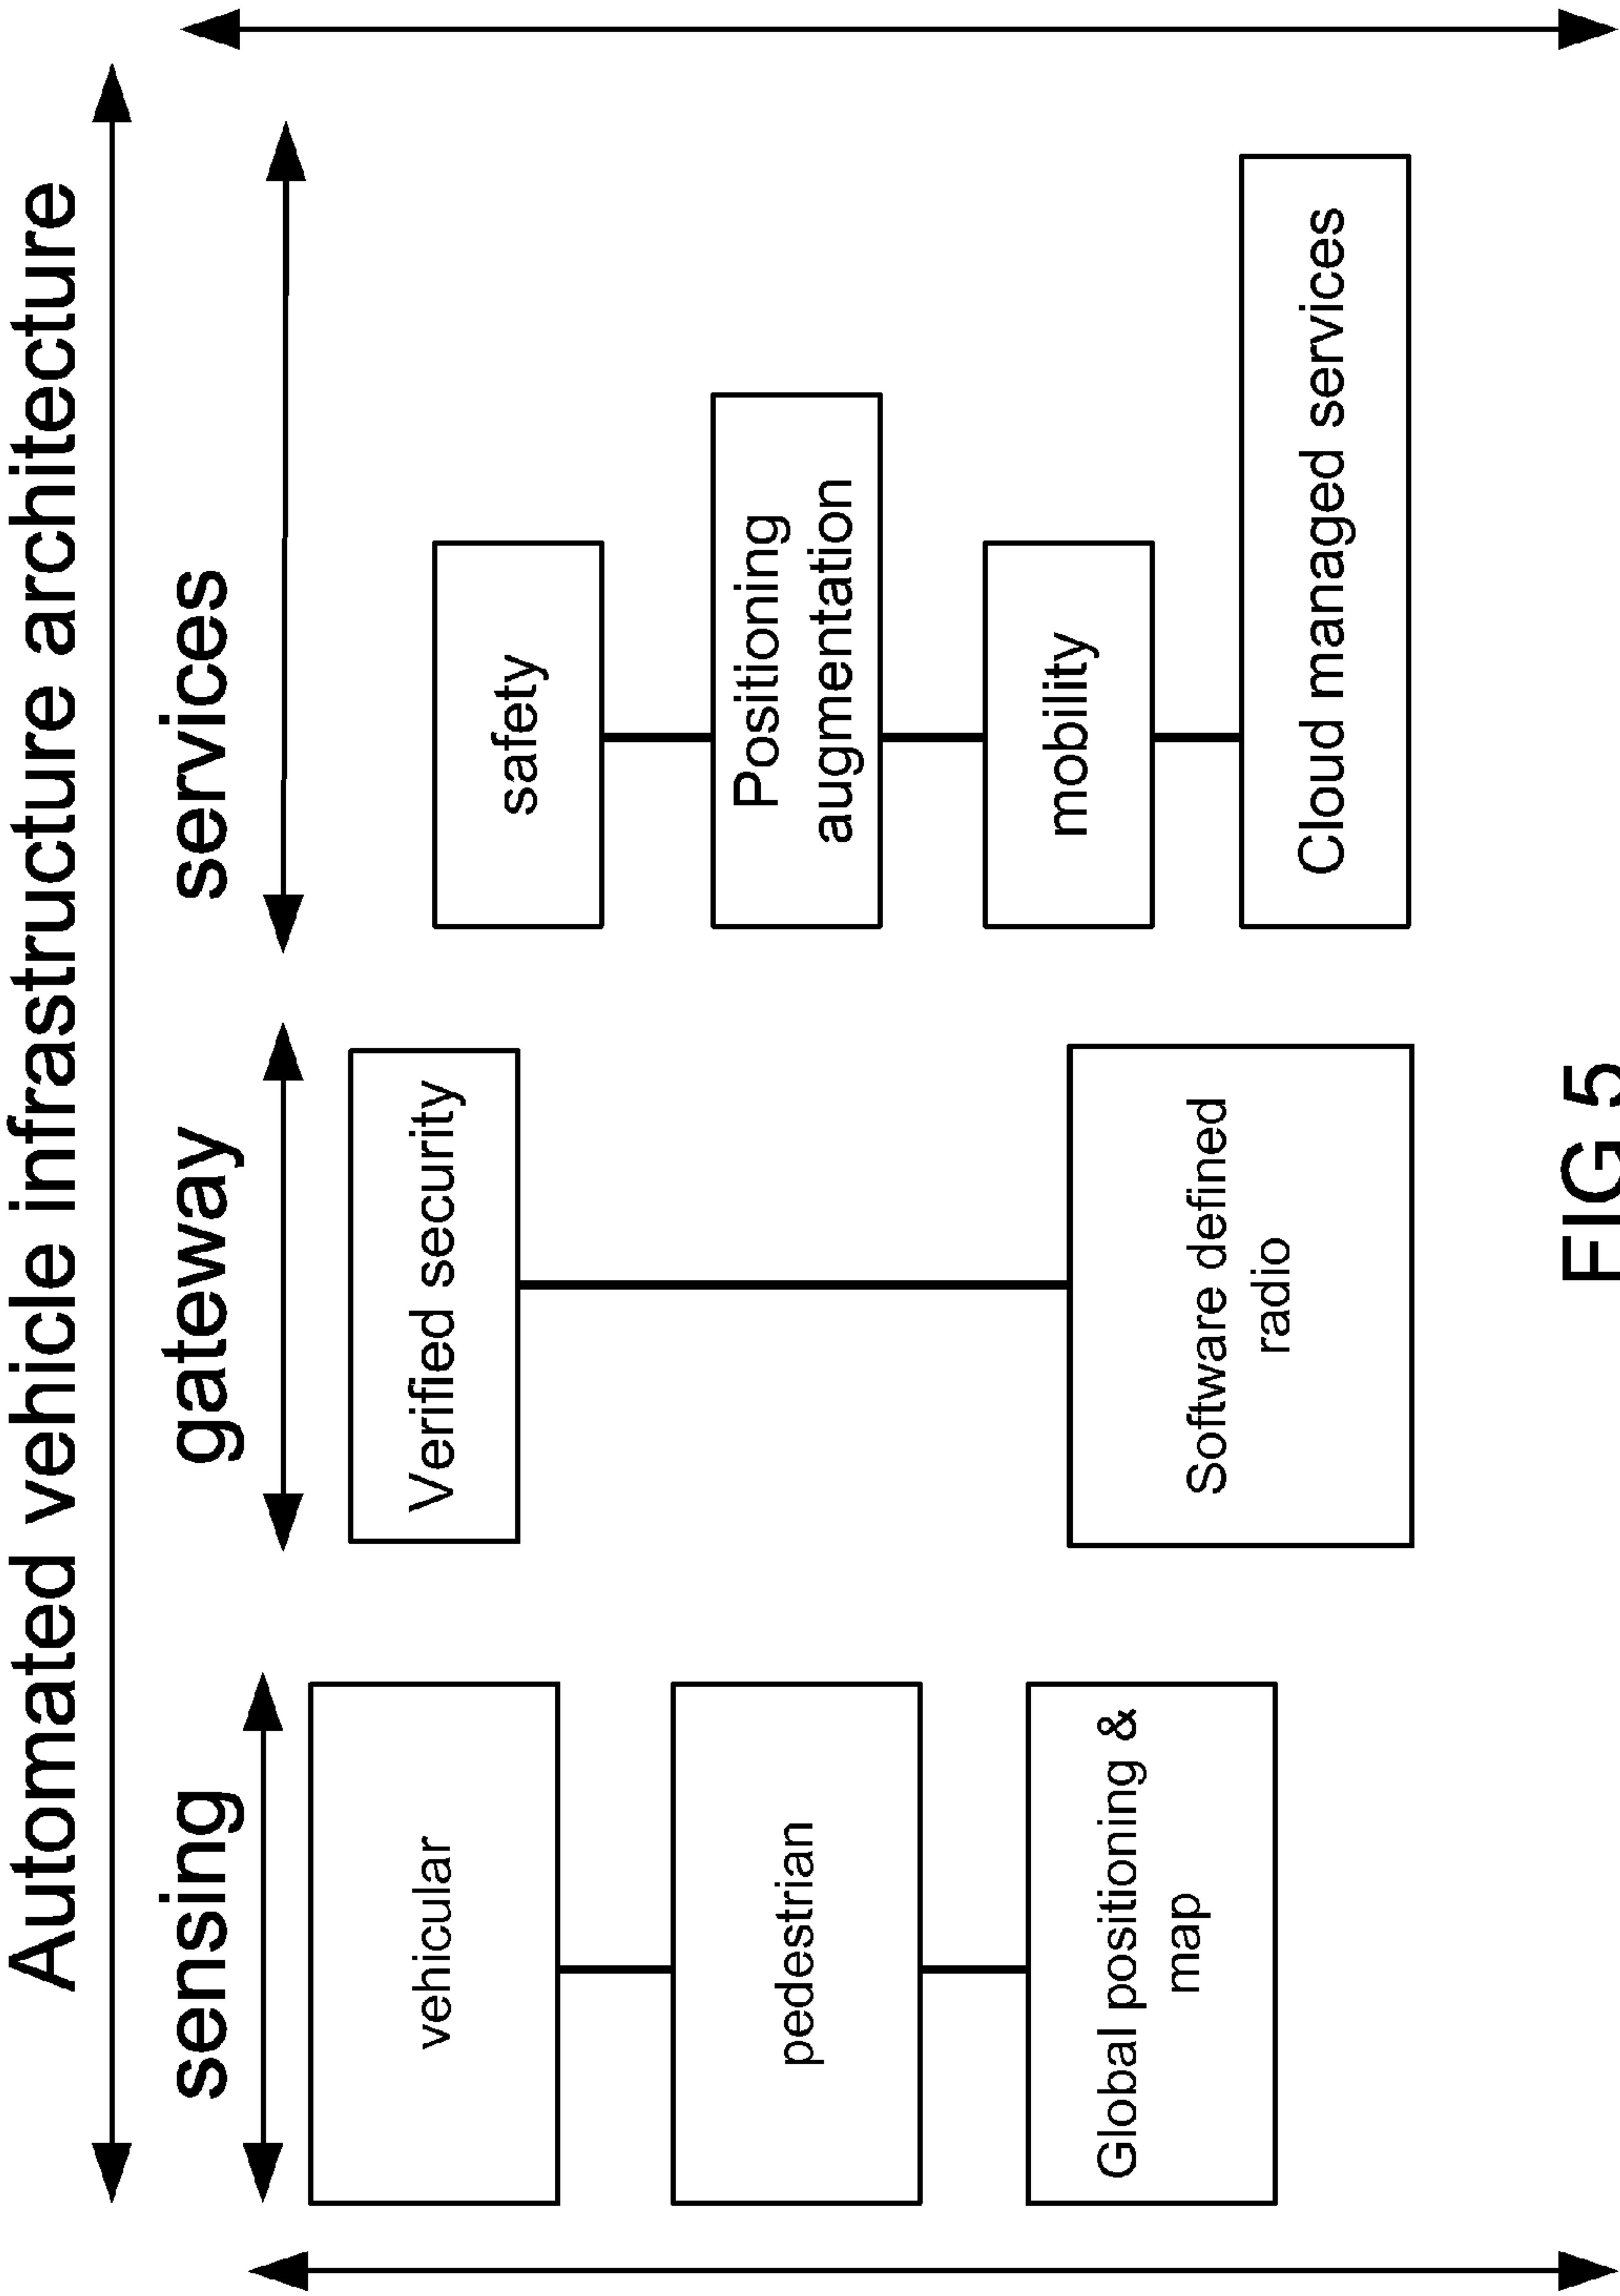 Automated vehicle infrastructure architecture
sensing
gateway
services
vehicular
pedestrian
Global positioning &
map
Verified security
Software defined
radio
safety
Positioning
augmentation
mobility
Cloud managed services
FIG 5